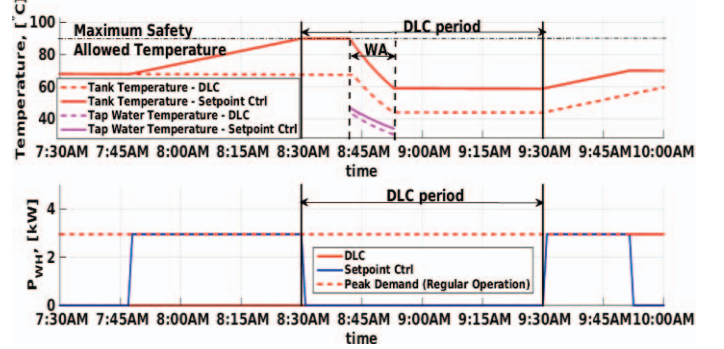 Temperature, [°C]
100
80
60
40
Maximum Safety
Allowed Temperature
DLC period
WA
Tank Temperature - DLC
Tank Temperature - Setpoint Ctrl
Tap Water Temperature - DLC
Tap Water Temperature - Setpoint Ctrl
7:30AM 7:45AM 8:00AM 8:15AM 8:30AM 8:45AM 9:00AM 9:15AM 9:30AM 9:45AM 10:00AM
time
P_WH, [kW]
4
2
0
DLC period
DLC
Setpoint Ctrl
Peak Demand (Regular Operation)
7:30AM 7:45AM 8:00AM 8:15AM 8:30AM 8:45AM 9:00AM 9:15AM 9:30AM 9:45AM 10:00AM
time